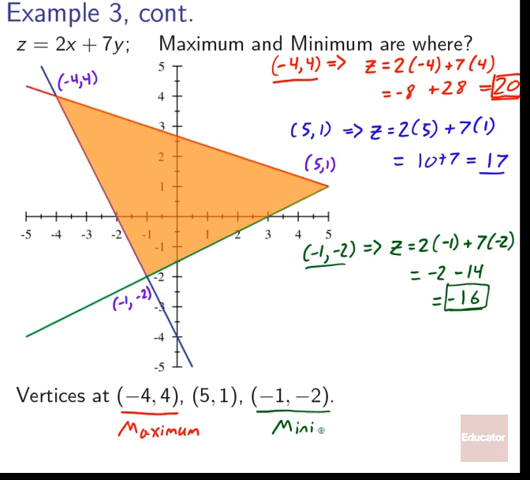 Example 3, cont.
z = 2x + 7y; Maximum and Minimum are where?
(-4,4) => z=2(-4)+7(4)
=-8 +28 =20
(-4,4)
(5,1) => z=2(5)+7(1)
= 10+7 = 17
(5,1)
5
4
3
2
1
-5 -4 -3 -2 -1 1 2 3 4 5
-1
-2
-3
-4
-5
(-1,-2) => z=2(-1)+7(-2)
= -2 -14
= -16
(-1,-2)
Vertices at (−4, 4), (5, 1), (−1, −2).
Maximum Mini
Educator